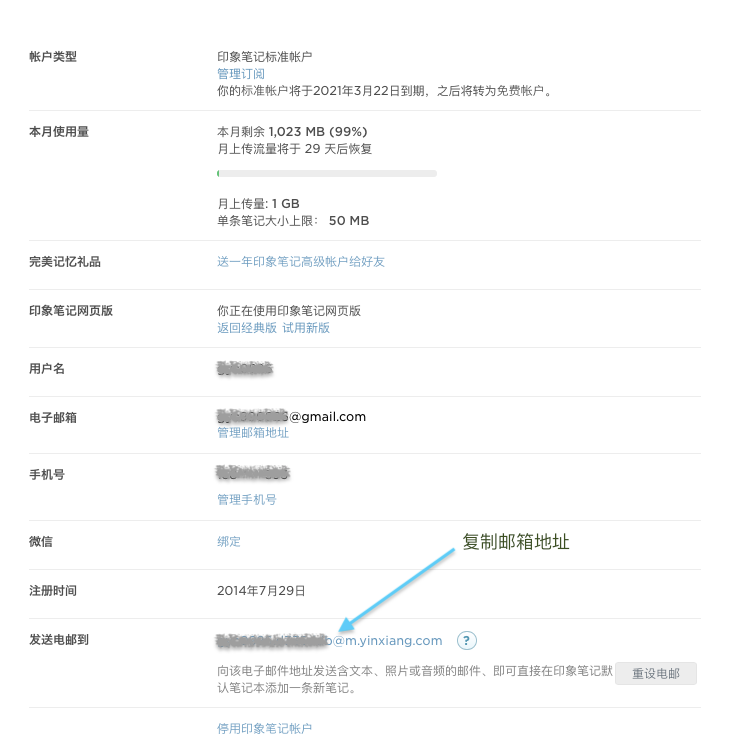 帐户类型
印象笔记标准帐户
管理订阅
你的标准帐户将于2021年3月22日到期，之后将转为免费帐户。
本月使用量
本月剩余 1,023 MB (99%)
月上传流量将于 29 天后恢复
月上传量: 1 GB
单条笔记大小上限： 50 MB
完美记忆礼品
送一年印象笔记高级帐户给好友
印象笔记网页版
你正在使用印象笔记网页版
返回经典版 试用新版
用户名
电子邮箱
@gmail.com
管理邮箱地址
手机号
管理手机号
微信
绑定
复制邮箱地址
注册时间
2014年7月29日
发送电邮到
@m.yinxiang.com ?
向该电子邮件地址发送含文本、照片或音频的邮件、即可直接在印象笔记默
认笔记本添加一条新笔记。
重设电邮
停用印象笔记帐户